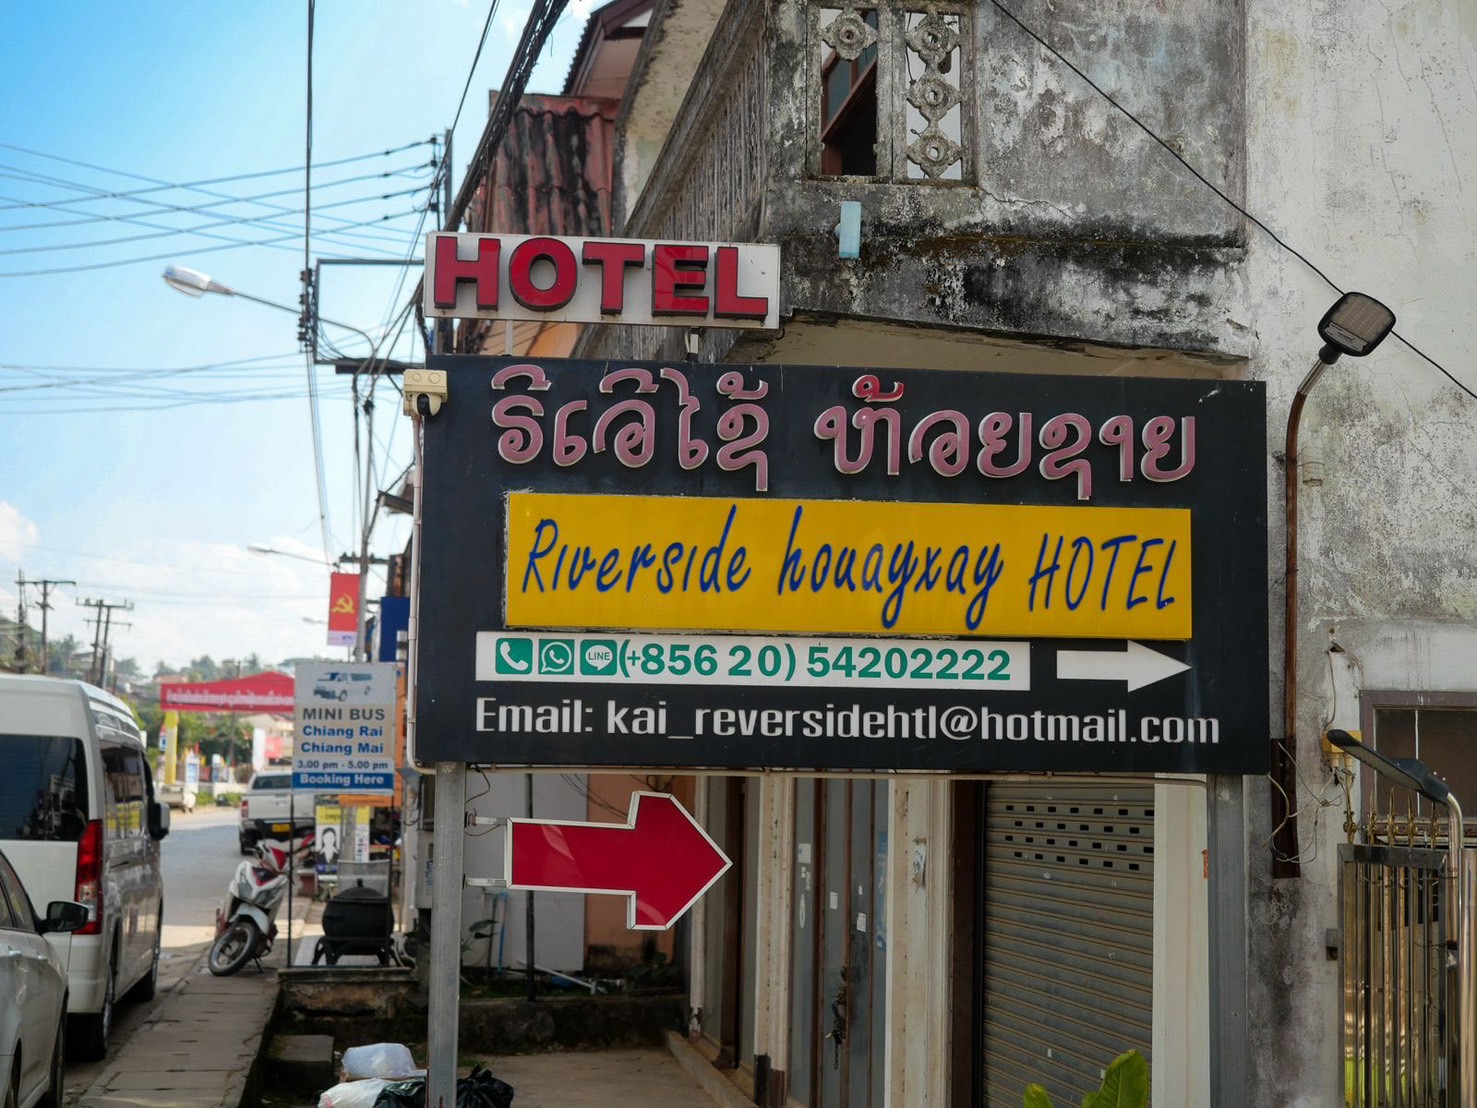 HOTEL
ຣິເວີໄຊ້ ຫ້ວຍຊາຍ
Riverside houayxay HOTEL
LINE (+856 20) 54202222
Email: kai_reversidehtl@hotmail.com
MINI BUS
Chiang Rai
Chiang Mai
3.00 pm - 5.00 pm
Booking Here